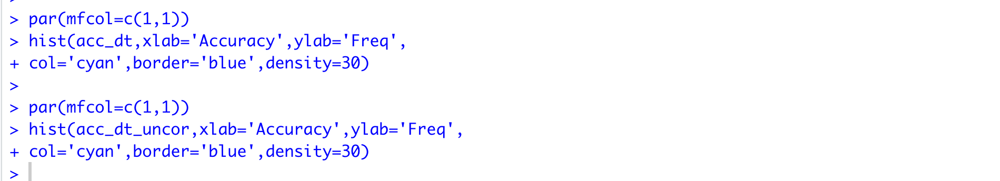 > par(mfcol=c(1,1))
> hist(acc_dt,xlab='Accuracy',ylab='Freq',
+ col='cyan',border='blue',density=30)
>
> par(mfcol=c(1,1))
> hist(acc_dt_uncor,xlab='Accuracy',ylab='Freq',
+ col='cyan',border='blue',density=30)
>